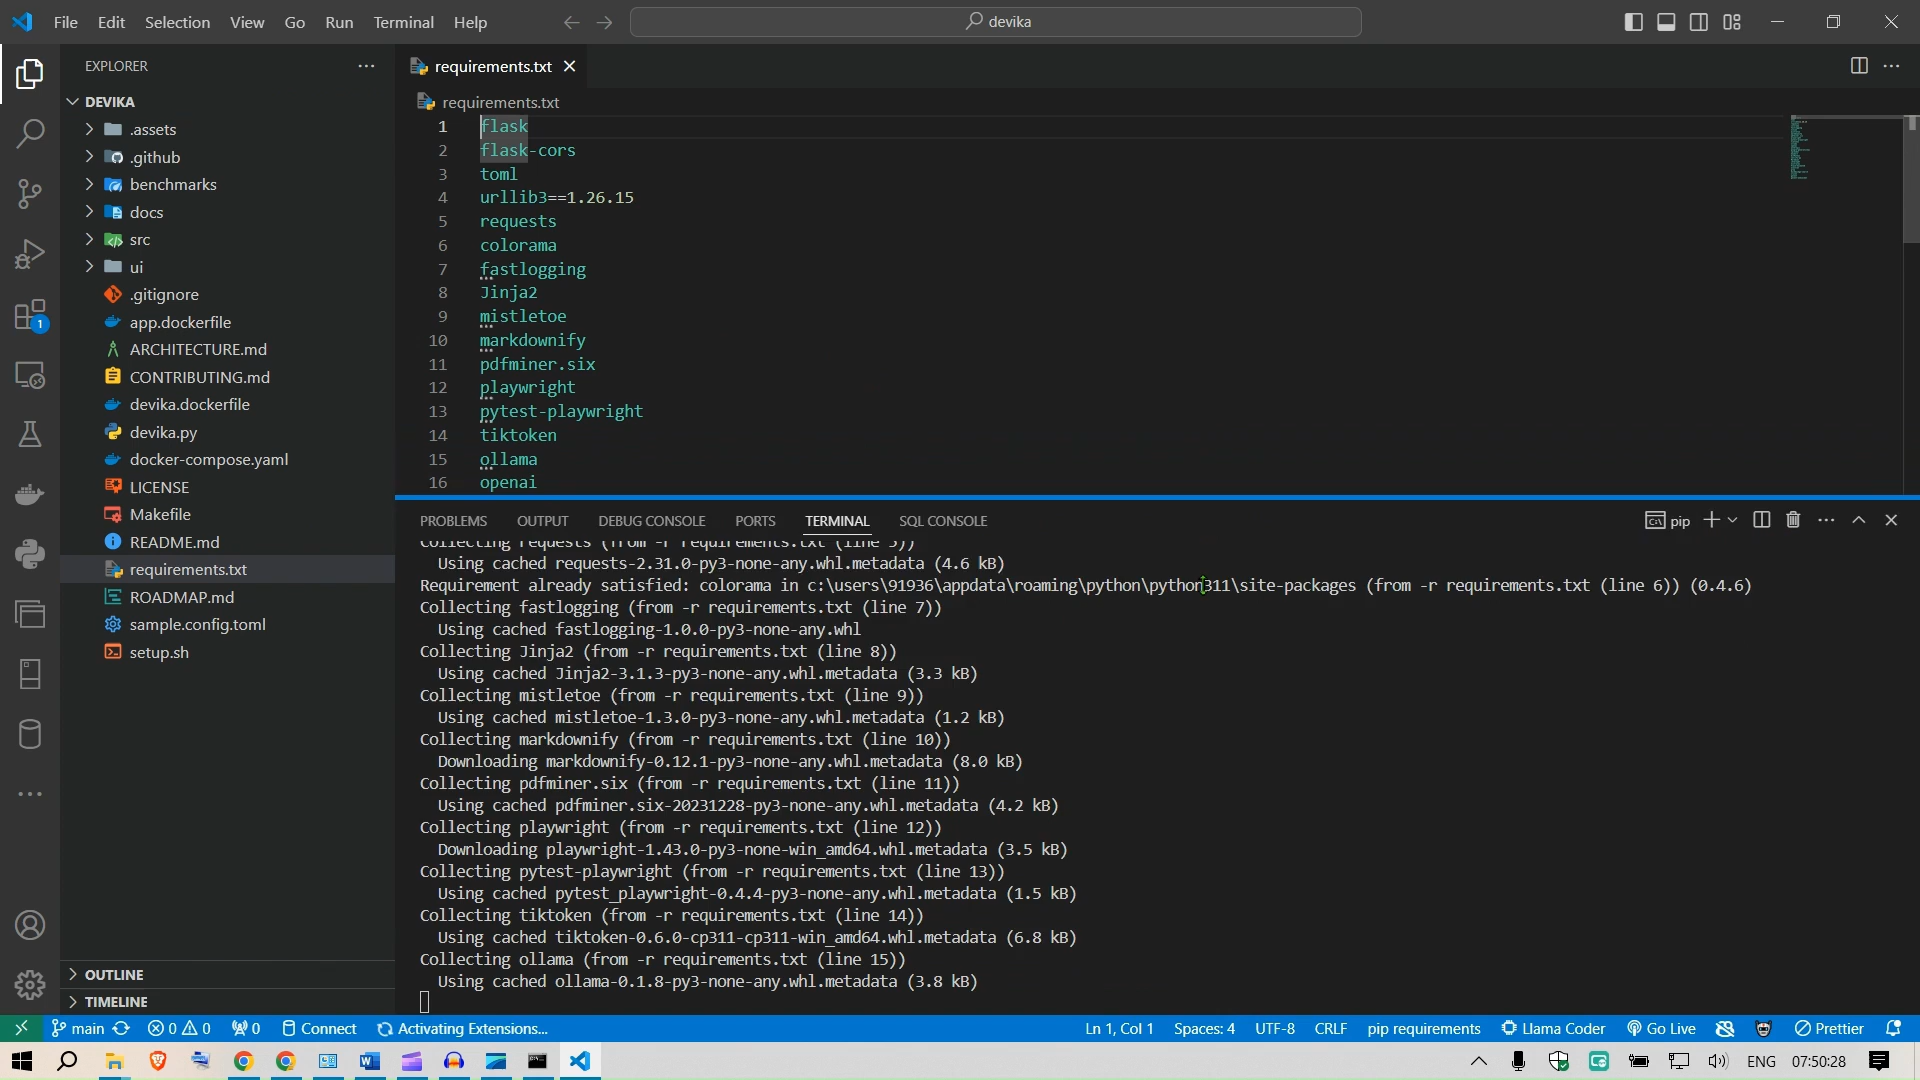 File Edit Selection View Go Run Terminal Help
devika
EXPLORER
requirements.txt
DEVIKA
.assets
.github
benchmarks
docs
src
ui
.gitignore
app.dockerfile
ARCHITECTURE.md
CONTRIBUTING.md
devika.dockerfile
devika.py
docker-compose.yaml
LICENSE
Makefile
README.md
requirements.txt
ROADMAP.md
sample.config.toml
setup.sh
OUTLINE
TIMELINE
1
requirements.txt
1 flask
2 flask-cors
3 toml
4 urllib3==1.26.15
5 requests
6 colorama
7 fastlogging
8 Jinja2
9 mistletoe
10 markdownify
11 pdfminer.six
12 playwright
13 pytest-playwright
14 tiktoken
15 ollama
16 openai
PROBLEMS OUTPUT DEBUG CONSOLE PORTS TERMINAL SQL CONSOLE pip
Collecting requests (from -r requirements.txt (line 5))
Using cached requests-2.31.0-py3-none-any.whl.metadata (4.6 kB)
Requirement already satisfied: colorama in c:\users\91936\appdata\roaming\python\python311\site-packages (from -r requirements.txt (line 6)) (0.4.6)
Collecting fastlogging (from -r requirements.txt (line 7))
Using cached fastlogging-1.0.0-py3-none-any.whl
Collecting Jinja2 (from -r requirements.txt (line 8))
Using cached Jinja2-3.1.3-py3-none-any.whl.metadata (3.3 kB)
Collecting mistletoe (from -r requirements.txt (line 9))
Using cached mistletoe-1.3.0-py3-none-any.whl.metadata (1.2 kB)
Collecting markdownify (from -r requirements.txt (line 10))
Downloading markdownify-0.12.1-py3-none-any.whl.metadata (8.0 kB)
Collecting pdfminer.six (from -r requirements.txt (line 11))
Using cached pdfminer.six-20231228-py3-none-any.whl.metadata (4.2 kB)
Collecting playwright (from -r requirements.txt (line 12))
Downloading playwright-1.43.0-py3-none-win_amd64.whl.metadata (3.5 kB)
Collecting pytest-playwright (from -r requirements.txt (line 13))
Using cached pytest_playwright-0.4.4-py3-none-any.whl.metadata (1.5 kB)
Collecting tiktoken (from -r requirements.txt (line 14))
Using cached tiktoken-0.6.0-cp311-cp311-win_amd64.whl.metadata (6.8 kB)
Collecting ollama (from -r requirements.txt (line 15))
Using cached ollama-0.1.8-py3-none-any.whl.metadata (3.8 kB)
main 0 0 0 Connect Activating Extensions... Ln 1, Col 1 Spaces: 4 UTF-8 CRLF pip requirements Llama Coder Go Live Prettier
ENG 07:50:28